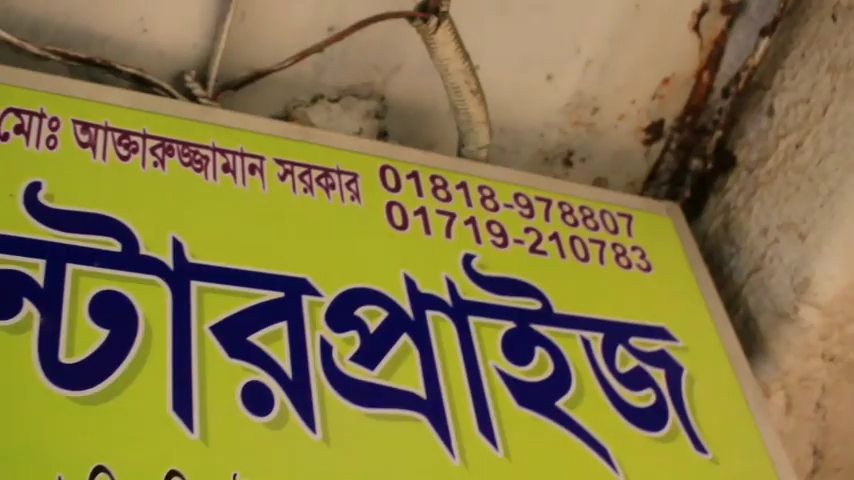 মোঃ আক্তারুজ্জামান সরকার 01818-978807
01719-210783
ন্টারপ্রাইজ